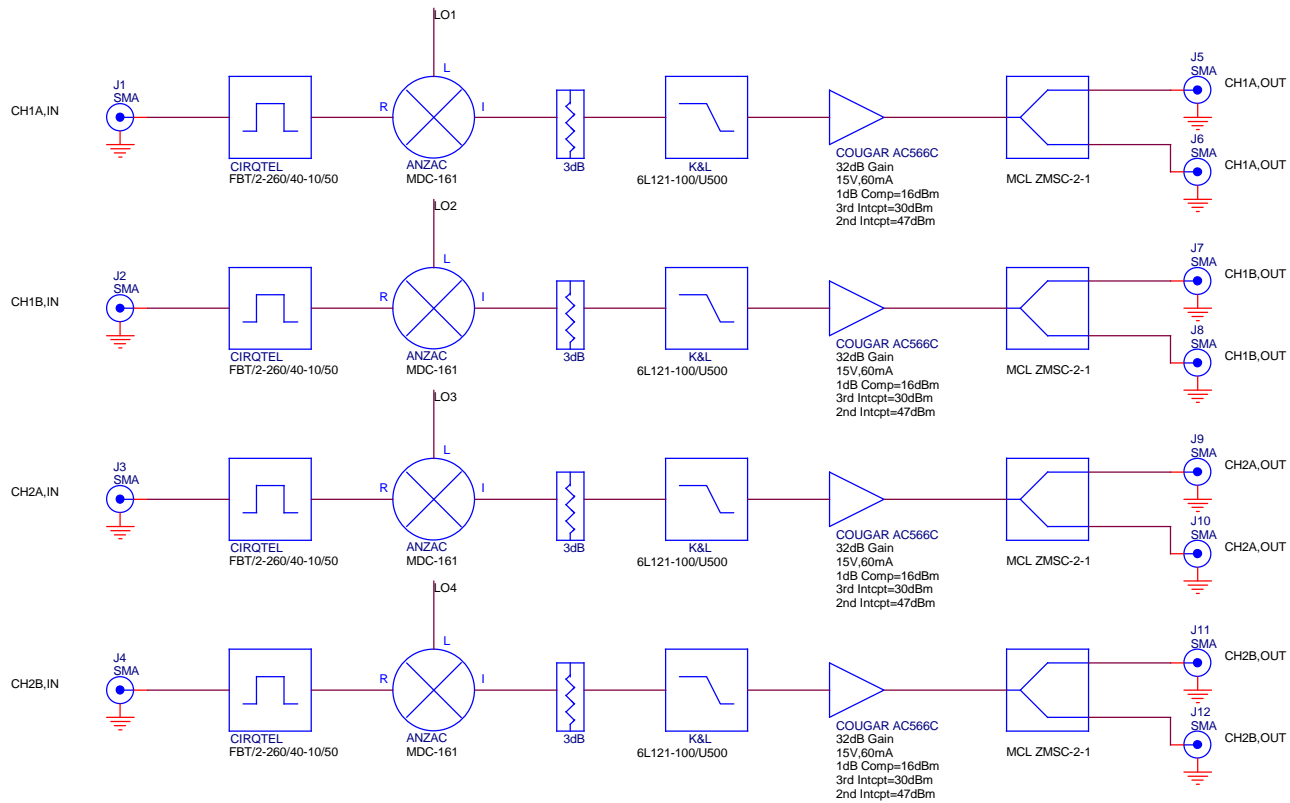 LO1
CH1A,IN
J1
SMA
CIRQTEL
FBT/2-260/40-10/50
L
R
I
ANZAC
MDC-161
3dB
K&L
6L121-100/U500
COUGAR AC566C
32dB Gain
15V,60mA
1dB Comp=16dBm
3rd Intcpt=30dBm
2nd Intcpt=47dBm
MCL ZMSC-2-1
J5
SMA
CH1A,OUT
J6
SMA
CH1A,OUT
LO2
CH1B,IN
J2
SMA
CIRQTEL
FBT/2-260/40-10/50
L
R
I
ANZAC
MDC-161
3dB
K&L
6L121-100/U500
COUGAR AC566C
32dB Gain
15V,60mA
1dB Comp=16dBm
3rd Intcpt=30dBm
2nd Intcpt=47dBm
MCL ZMSC-2-1
J7
SMA
CH1B,OUT
J8
SMA
CH1B,OUT
LO3
CH2A,IN
J3
SMA
CIRQTEL
FBT/2-260/40-10/50
L
R
I
ANZAC
MDC-161
3dB
K&L
6L121-100/U500
COUGAR AC566C
32dB Gain
15V,60mA
1dB Comp=16dBm
3rd Intcpt=30dBm
2nd Intcpt=47dBm
MCL ZMSC-2-1
J9
SMA
CH2A,OUT
J10
SMA
CH2A,OUT
LO4
CH2B,IN
J4
SMA
CIRQTEL
FBT/2-260/40-10/50
L
R
I
ANZAC
MDC-161
3dB
K&L
6L121-100/U500
COUGAR AC566C
32dB Gain
15V,60mA
1dB Comp=16dBm
3rd Intcpt=30dBm
2nd Intcpt=47dBm
MCL ZMSC-2-1
J11
SMA
CH2B,OUT
J12
SMA
CH2B,OUT